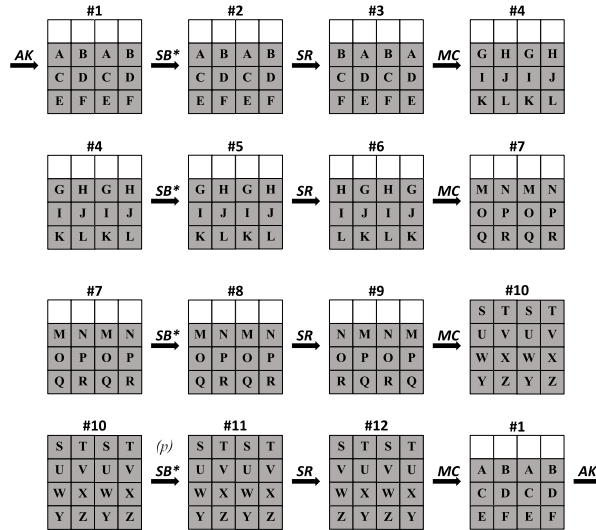 #1 #2 #3 #4
AK SB* SR MC
A B A B A B A B B A B A G H G H
C D C D C D C D C D C D I J I J
E F E F E F E F F E F E K L K L
#4 #5 #6 #7
SB* SR MC
G H G H G H G H H G H G M N M N
I J I J I J I J I J I J O P O P
K L K L K L K L L K L K Q R Q R
#7 #8 #9 #10
S T S T
SB* SR MC
M N M N M N M N N M N M U V U V
O P O P O P O P O P O P W X W X
Q R Q R Q R Q R R Q R Q Y Z Y Z
#10 #11 #12 #1
S T S T (p) S T S T S T S T
SB* SR MC AK
U V U V U V U V V U V U A B A B
W X W X W X W X W X W X C D C D
Y Z Y Z Y Z Y Z Y Z Y Z E F E F